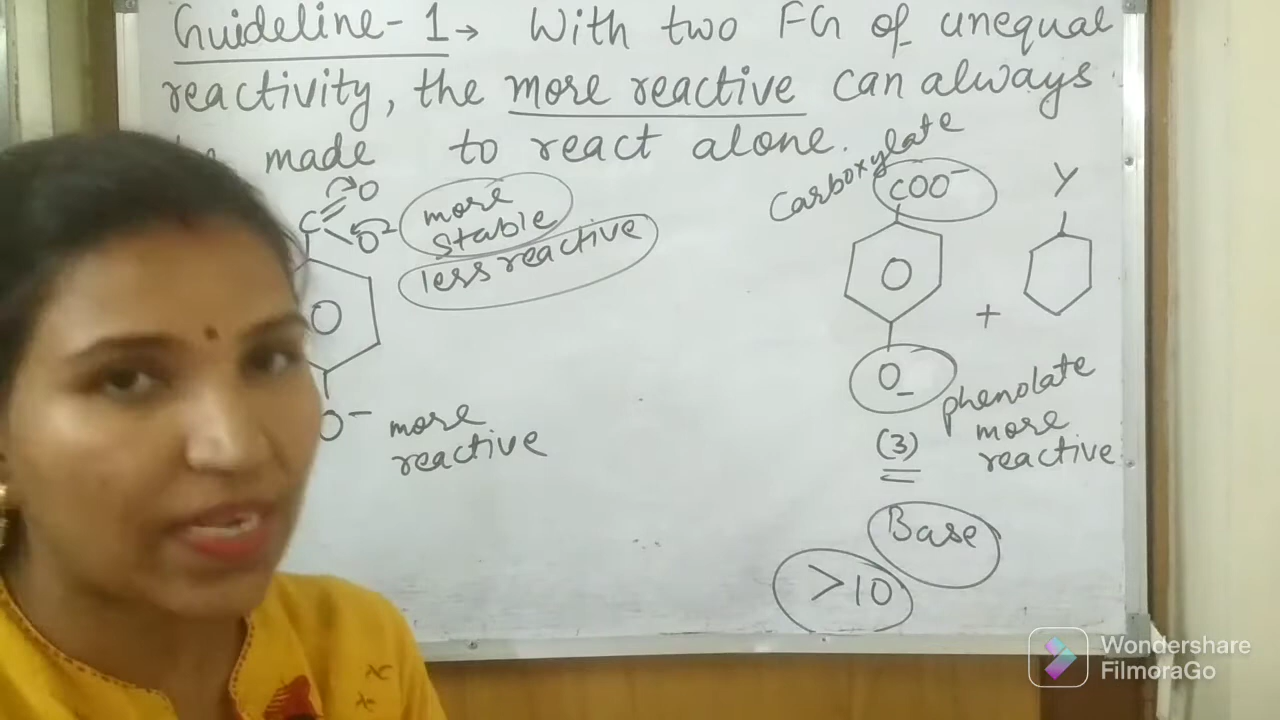 Guideline-1→ With two FG of unequal
reactivity, the more reactive can always
made to react alone.
Carboxylate
COO⁻
Y
C
O
O
more
stable
less reactive
O
O⁻
more
reactive
O
+
O
−
phenolate
more
reactive
(3)
Base
>10
Wondershare
FilmoraGo